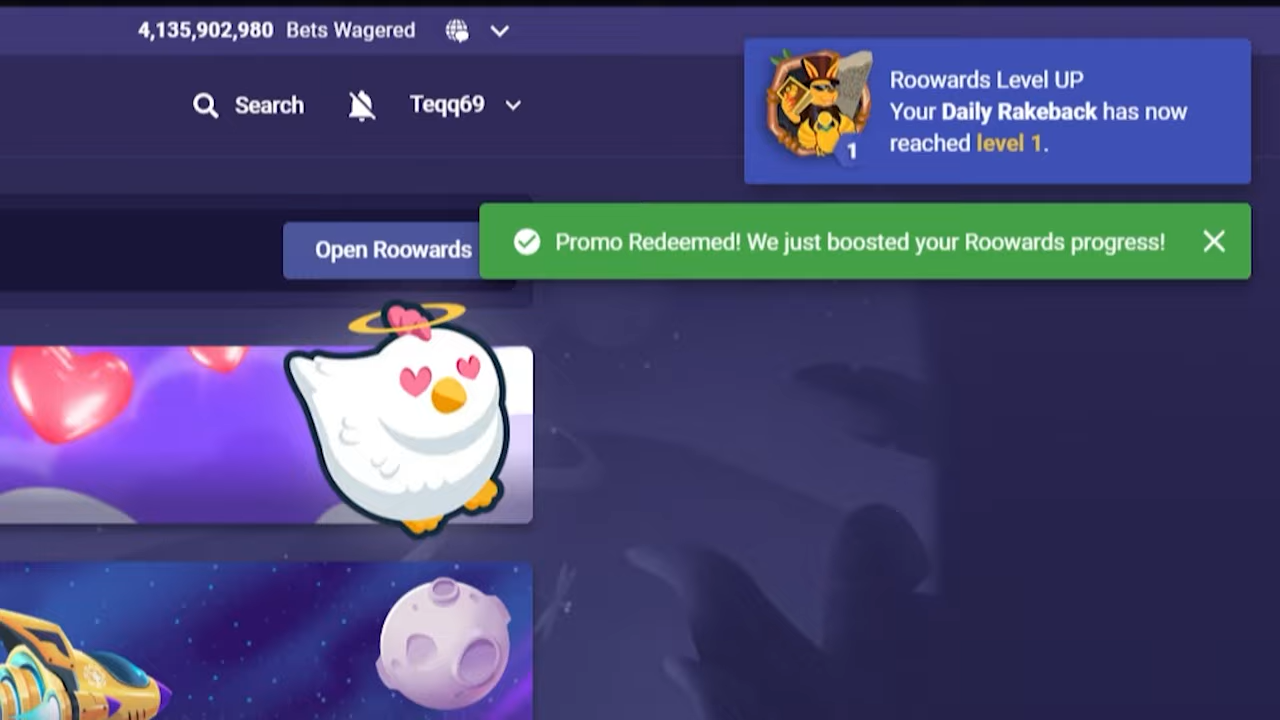 4,135,902,980 Bets Wagered
Search
Teqq69
Roowards Level UP
Your Daily Rakeback has now
reached level 1.
1
Open Roowards
Promo Redeemed! We just boosted your Roowards progress!